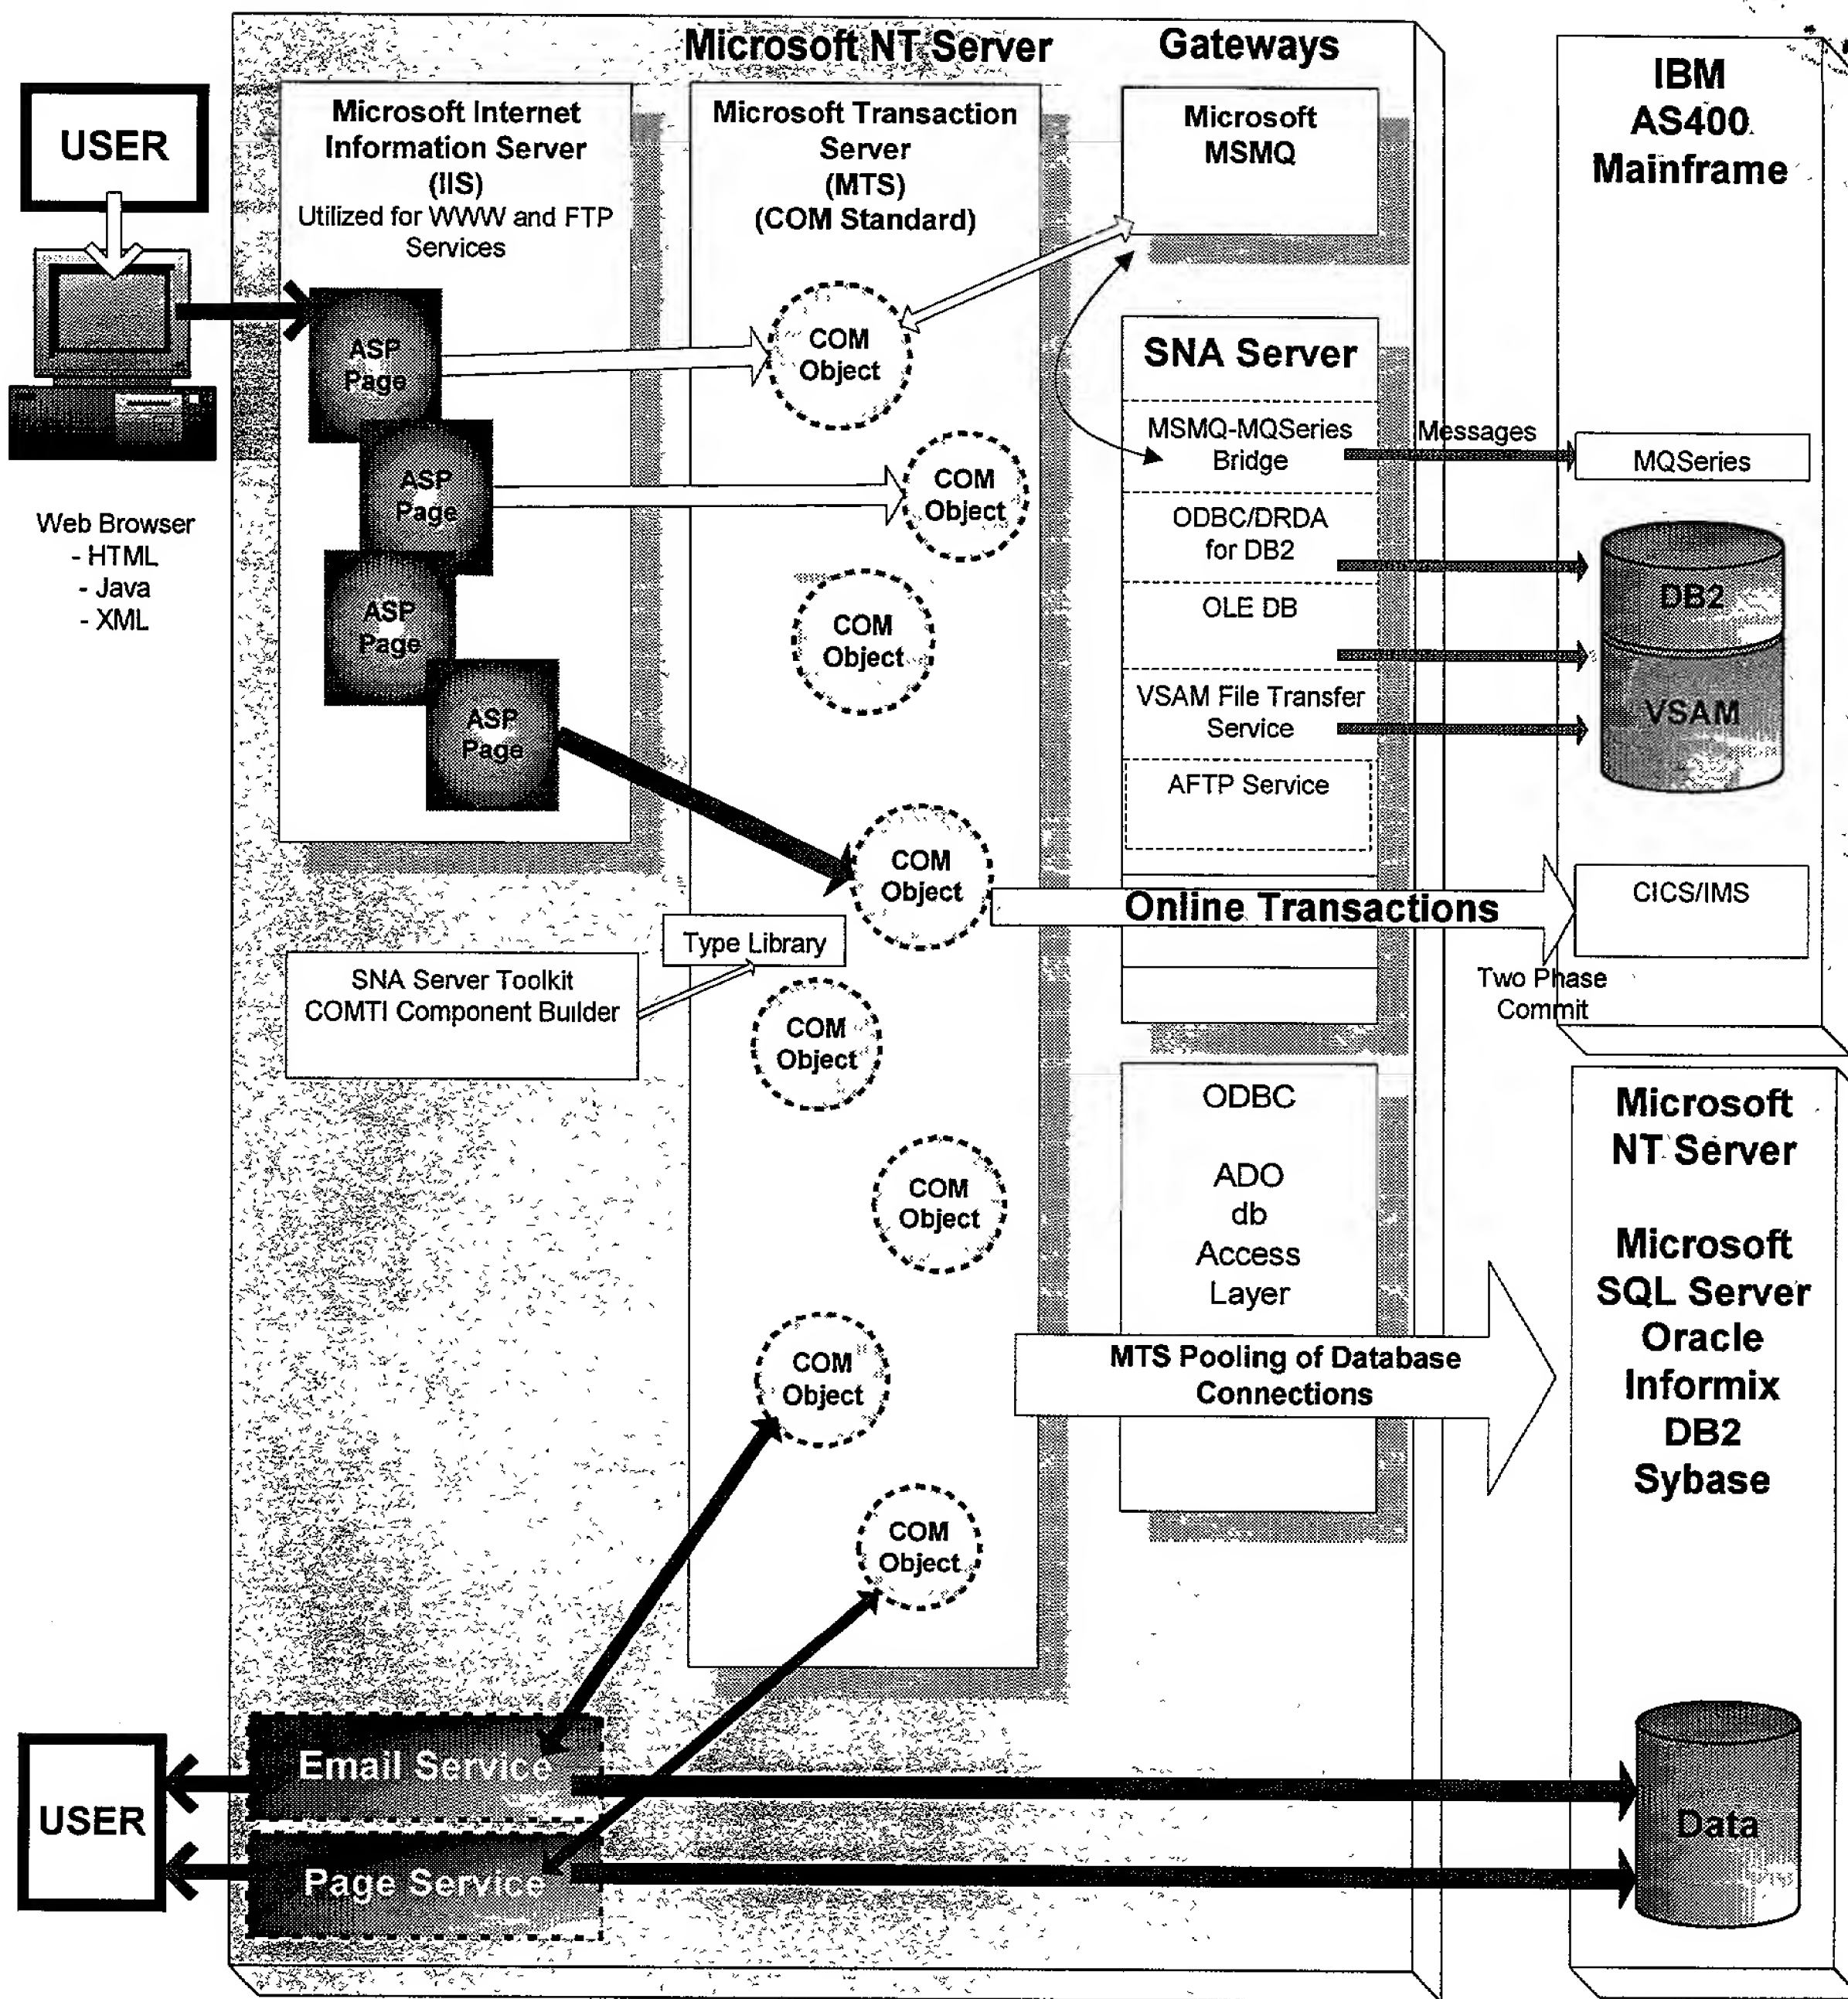 Microsoft NT Server
Gateways
USER
Web Browser
- HTML
- Java
- XML
Microsoft Internet
Information Server
(IIS)
Utilized for WWW and FTP
Services
ASP
Page
ASP
Page
ASP
Page
ASP
Page
SNA Server Toolkit
COMTI Component Builder
Type Library
Microsoft Transaction
Server
(MTS)
(COM Standard)
COM
Object
COM
Object
COM
Object
COM
Object
COM
Object
COM
Object
COM
Object
COM
Object
Microsoft
MSMQ
SNA Server
MSMQ-MQSeries
Bridge
ODBC/DRDA
for DB2
OLE DB
VSAM File Transfer
Service
AFTP Service
Messages
Online Transactions
Two Phase
Commit
ODBC
ADO
db
Access
Layer
MTS Pooling of Database
Connections
IBM
AS400
Mainframe
MQSeries
DB2
VSAM
CICS/IMS
Microsoft
NT Server
Microsoft
SQL Server
Oracle
Informix
DB2
Sybase
Data
Email Service
Page Service
USER